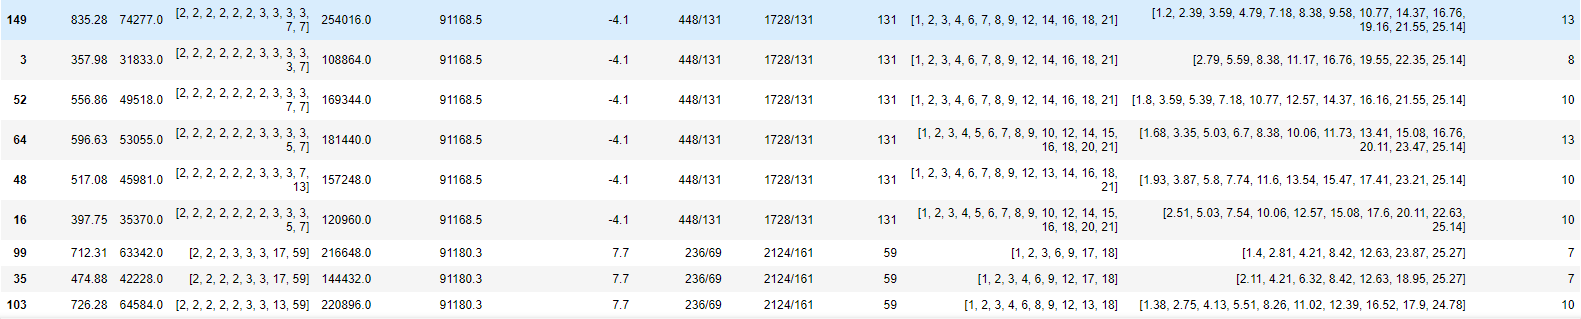 149 835.28 74277.0 [2, 2, 2, 2, 2, 2, 3, 3, 3, 3, 7, 7] 254016.0 91168.5 -4.1 448/131 1728/131 131 [1, 2, 3, 4, 6, 7, 8, 9, 12, 14, 16, 18, 21] [1.2, 2.39, 3.59, 4.79, 7.18, 8.38, 9.58, 10.77, 14.37, 16.76, 19.16, 21.55, 25.14] 13
3 357.98 31833.0 [2, 2, 2, 2, 2, 2, 3, 3, 3, 3, 3, 7] 108864.0 91168.5 -4.1 448/131 1728/131 131 [1, 2, 3, 4, 6, 7, 8, 9, 12, 14, 16, 18, 21] [2.79, 5.59, 8.38, 11.17, 16.76, 19.55, 22.35, 25.14] 8
52 556.86 49518.0 [2, 2, 2, 2, 2, 2, 2, 3, 3, 3, 7, 7] 169344.0 91168.5 -4.1 448/131 1728/131 131 [1, 2, 3, 4, 6, 7, 8, 9, 12, 14, 16, 18, 21] [1.8, 3.59, 5.39, 7.18, 10.77, 12.57, 14.37, 16.16, 21.55, 25.14] 10
64 596.63 53055.0 [2, 2, 2, 2, 2, 2, 3, 3, 3, 3, 5, 7] 181440.0 91168.5 -4.1 448/131 1728/131 131 [1, 2, 3, 4, 5, 6, 7, 8, 9, 10, 12, 14, 15, 16, 18, 20, 21] [1.68, 3.35, 5.03, 6.7, 8.38, 10.06, 11.73, 13.41, 15.08, 16.76, 20.11, 23.47, 25.14] 13
48 517.08 45981.0 [2, 2, 2, 2, 2, 2, 3, 3, 3, 7, 13] 157248.0 91168.5 -4.1 448/131 1728/131 131 [1, 2, 3, 4, 6, 7, 8, 9, 12, 13, 14, 16, 18, 21] [1.93, 3.87, 5.8, 7.74, 11.6, 13.54, 15.47, 17.41, 23.21, 25.14] 10
16 397.75 35370.0 [2, 2, 2, 2, 2, 2, 2, 3, 3, 3, 5, 7] 120960.0 91168.5 -4.1 448/131 1728/131 131 [1, 2, 3, 4, 5, 6, 7, 8, 9, 10, 12, 14, 15, 16, 18, 20, 21] [2.51, 5.03, 7.54, 10.06, 12.57, 15.08, 17.6, 20.11, 22.63, 25.14] 10
99 712.31 63342.0 [2, 2, 2, 3, 3, 3, 17, 59] 216648.0 91180.3 7.7 236/69 2124/161 59 [1, 2, 3, 6, 9, 17, 18] [1.4, 2.81, 4.21, 8.42, 12.63, 23.87, 25.27] 7
35 474.88 42228.0 [2, 2, 2, 2, 3, 3, 17, 59] 144432.0 91180.3 7.7 236/69 2124/161 59 [1, 2, 3, 4, 6, 9, 12, 17, 18] [2.11, 4.21, 6.32, 8.42, 12.63, 18.95, 25.27] 7
103 726.28 64584.0 [2, 2, 2, 2, 2, 3, 3, 13, 59] 220896.0 91180.3 7.7 236/69 2124/161 59 [1, 2, 3, 4, 6, 8, 9, 12, 13, 18] [1.38, 2.75, 4.13, 5.51, 8.26, 11.02, 12.39, 16.52, 17.9, 24.78] 10